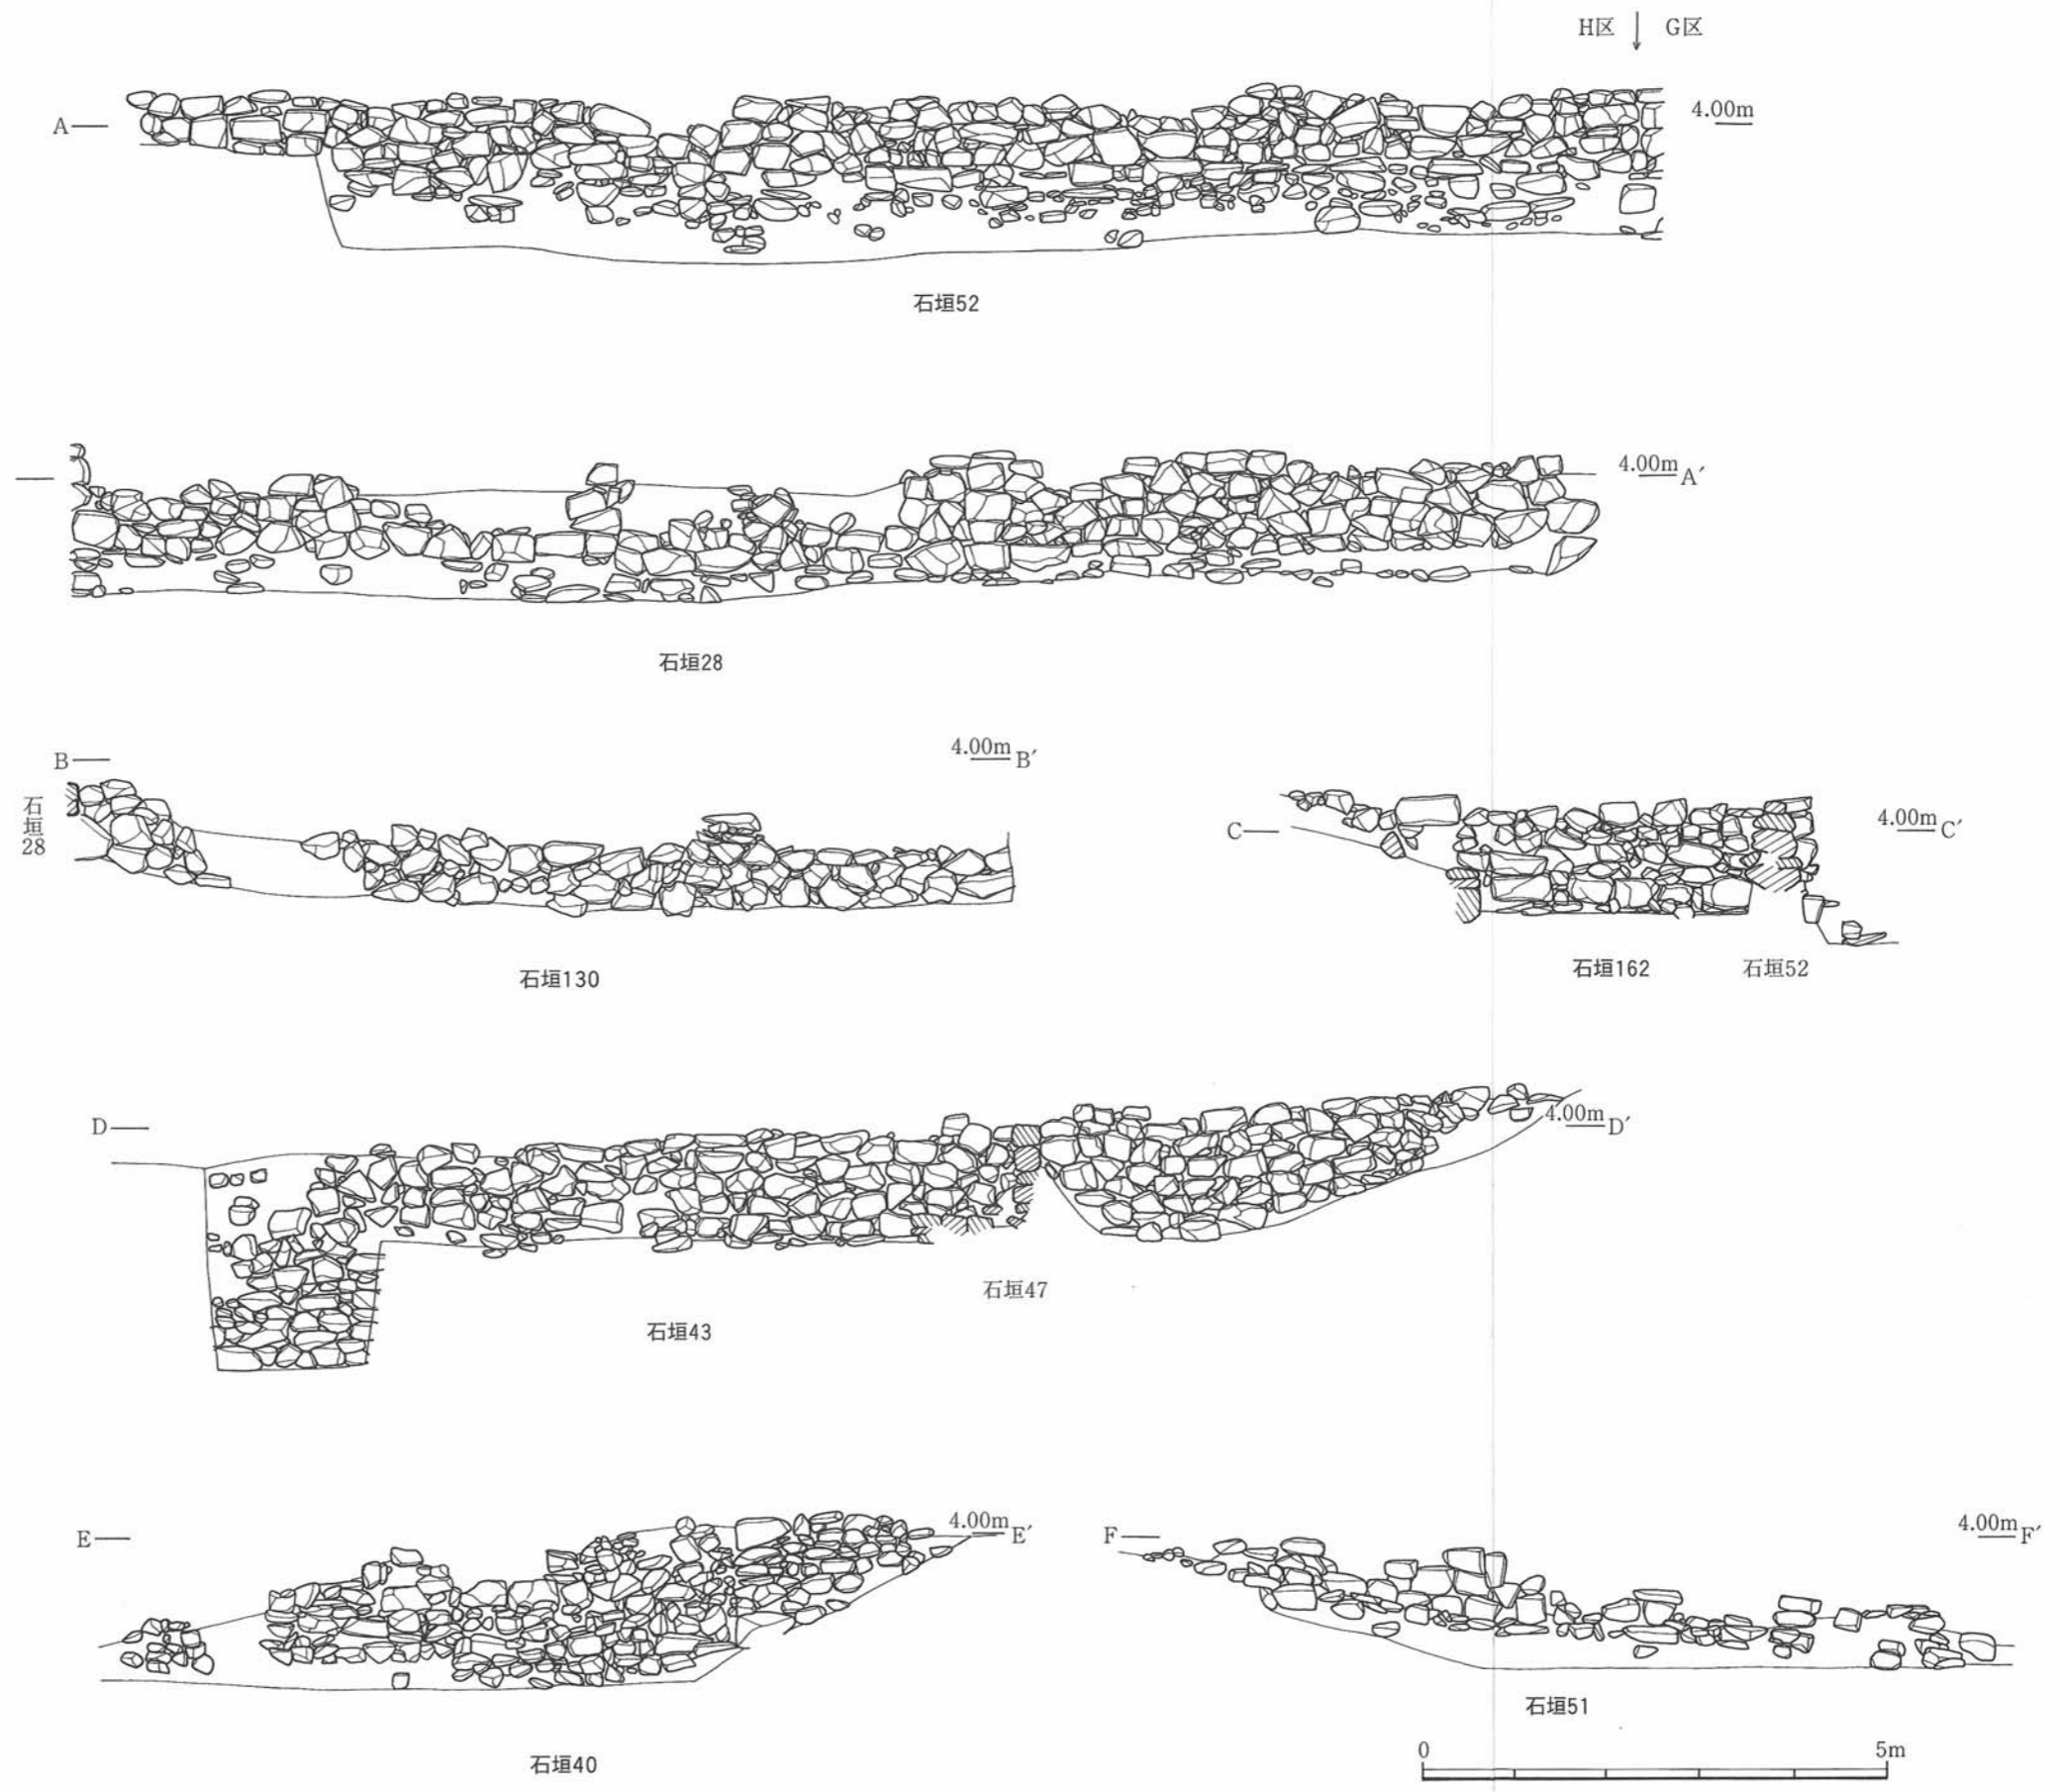 H区 ↓ G区
A 4.00m
石垣52
4.00m A′
石垣28
B 4.00m B′
石垣28
石垣130
C 4.00m C′
石垣162 石垣52
D 4.00m D′
石垣47
石垣43
E 4.00m E′
石垣40
F 4.00m F′
石垣51
0 5m